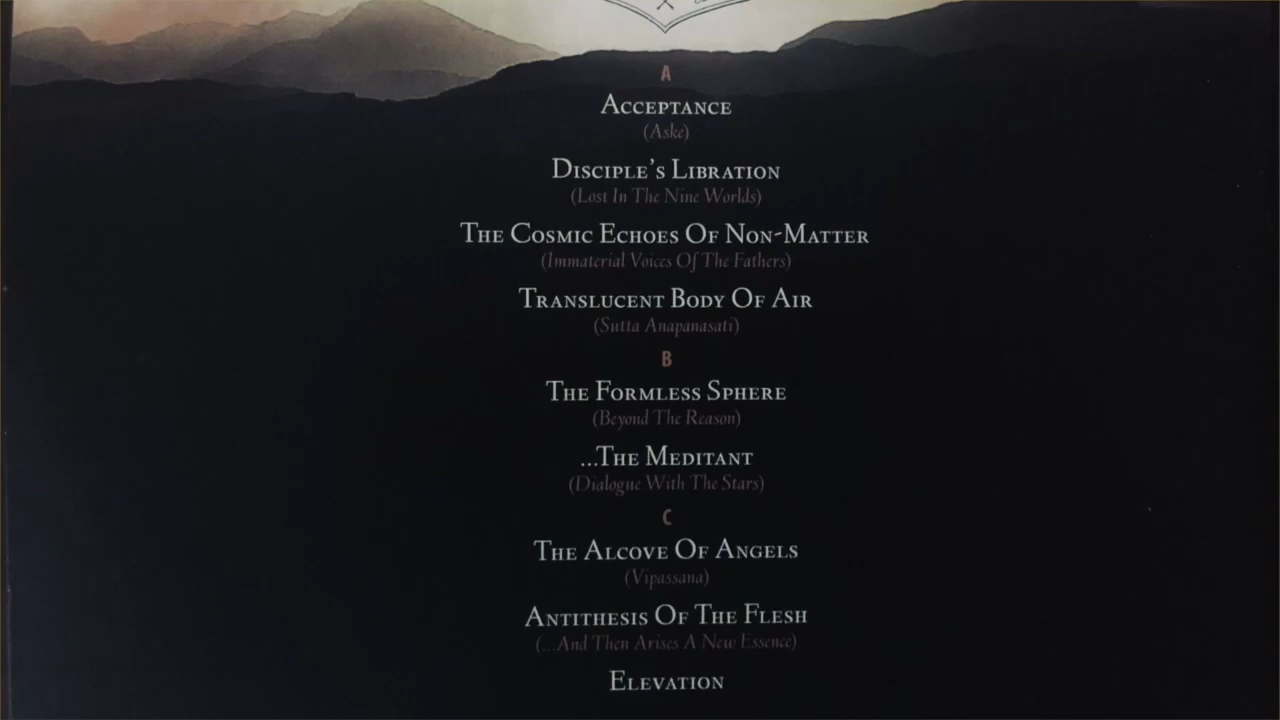 A
Acceptance
(Aske)
Disciple's Libration
(Lost In The Nine Worlds)
The Cosmic Echoes Of Non-Matter
(Immaterial Voices Of The Fathers)
Translucent Body Of Air
(Sutta Anapanasati)
B
The Formless Sphere
(Beyond The Reason)
...The Meditant
(Dialogue With The Stars)
C
The Alcove Of Angels
(Vipassana)
Antithesis Of The Flesh
(...And Then Arises A New Essence)
Elevation